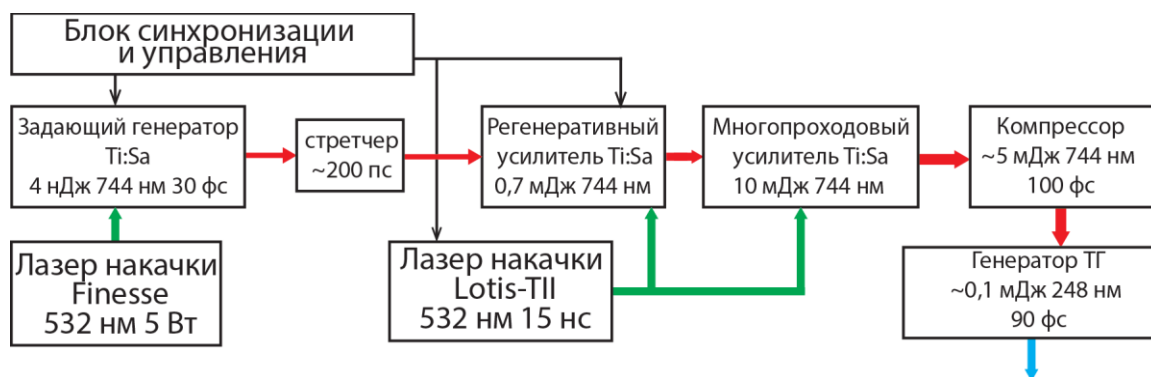 Блок синхронизации
и управления
Задающий генератор
Ti:Sa
4 нДж 744 нм 30 фс
стретчер
~200 пс
Регенеративный
усилитель Ti:Sa
0,7 мДж 744 нм
Многопроходовый
усилитель Ti:Sa
10 мДж 744 нм
Компрессор
~5 мДж 744 нм
100 фс
Лазер накачки
Finesse
532 нм 5 Вт
Лазер накачки
Lotis-TII
532 нм 15 нс
Генератор ТГ
~0,1 мДж 248 нм
90 фс